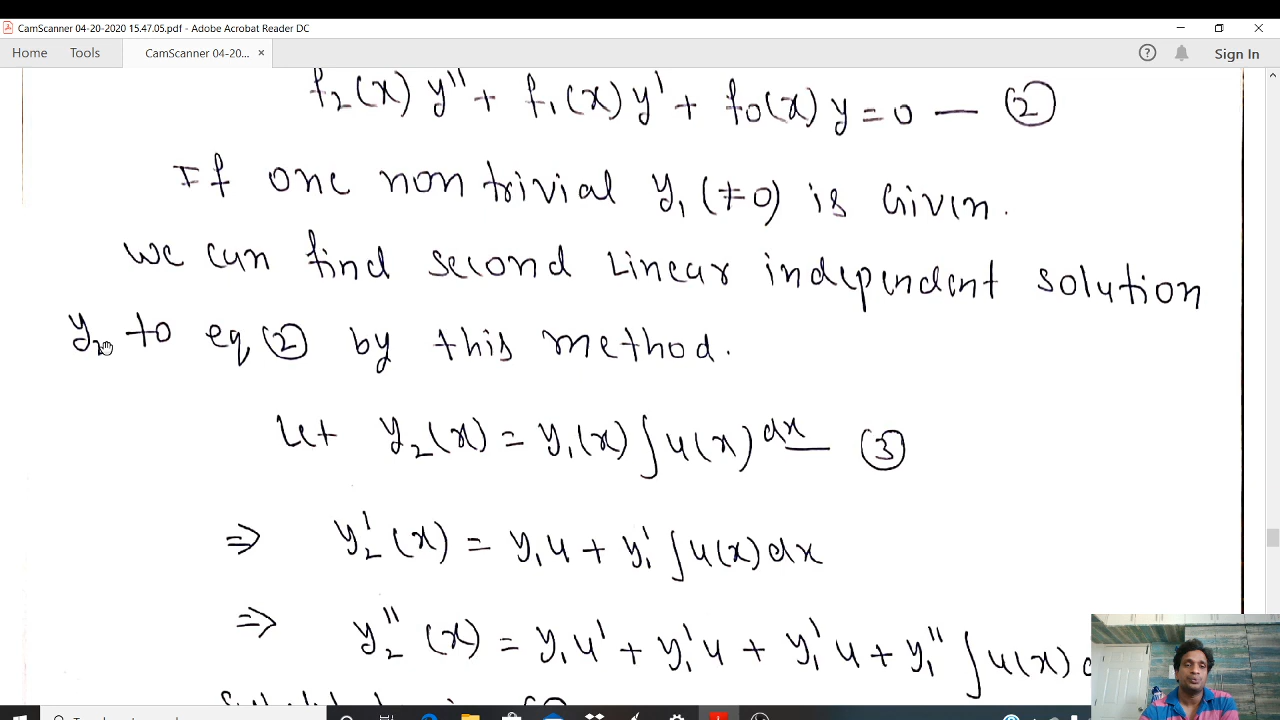 CamScanner 04-20-2020 15.47.05.pdf - Adobe Acrobat Reader DC
Home Tools CamScanner 04-20... × Sign In
f₂(x) y'' + f₁(x) y' + f₀(x) y = 0 — ②
If one non trivial y₁ (≠0) is Given.
We can find second Linear independent solution
y₂ to eq ② by this method.
Let y₂(x) = y₁(x) ∫ u(x) dx — ③
⇒ y₂'(x) = y₁u + y₁' ∫u(x)dx
⇒ y₂''(x) = y₁u' + y₁'u + y₁'u + y₁'' ∫u(x) d